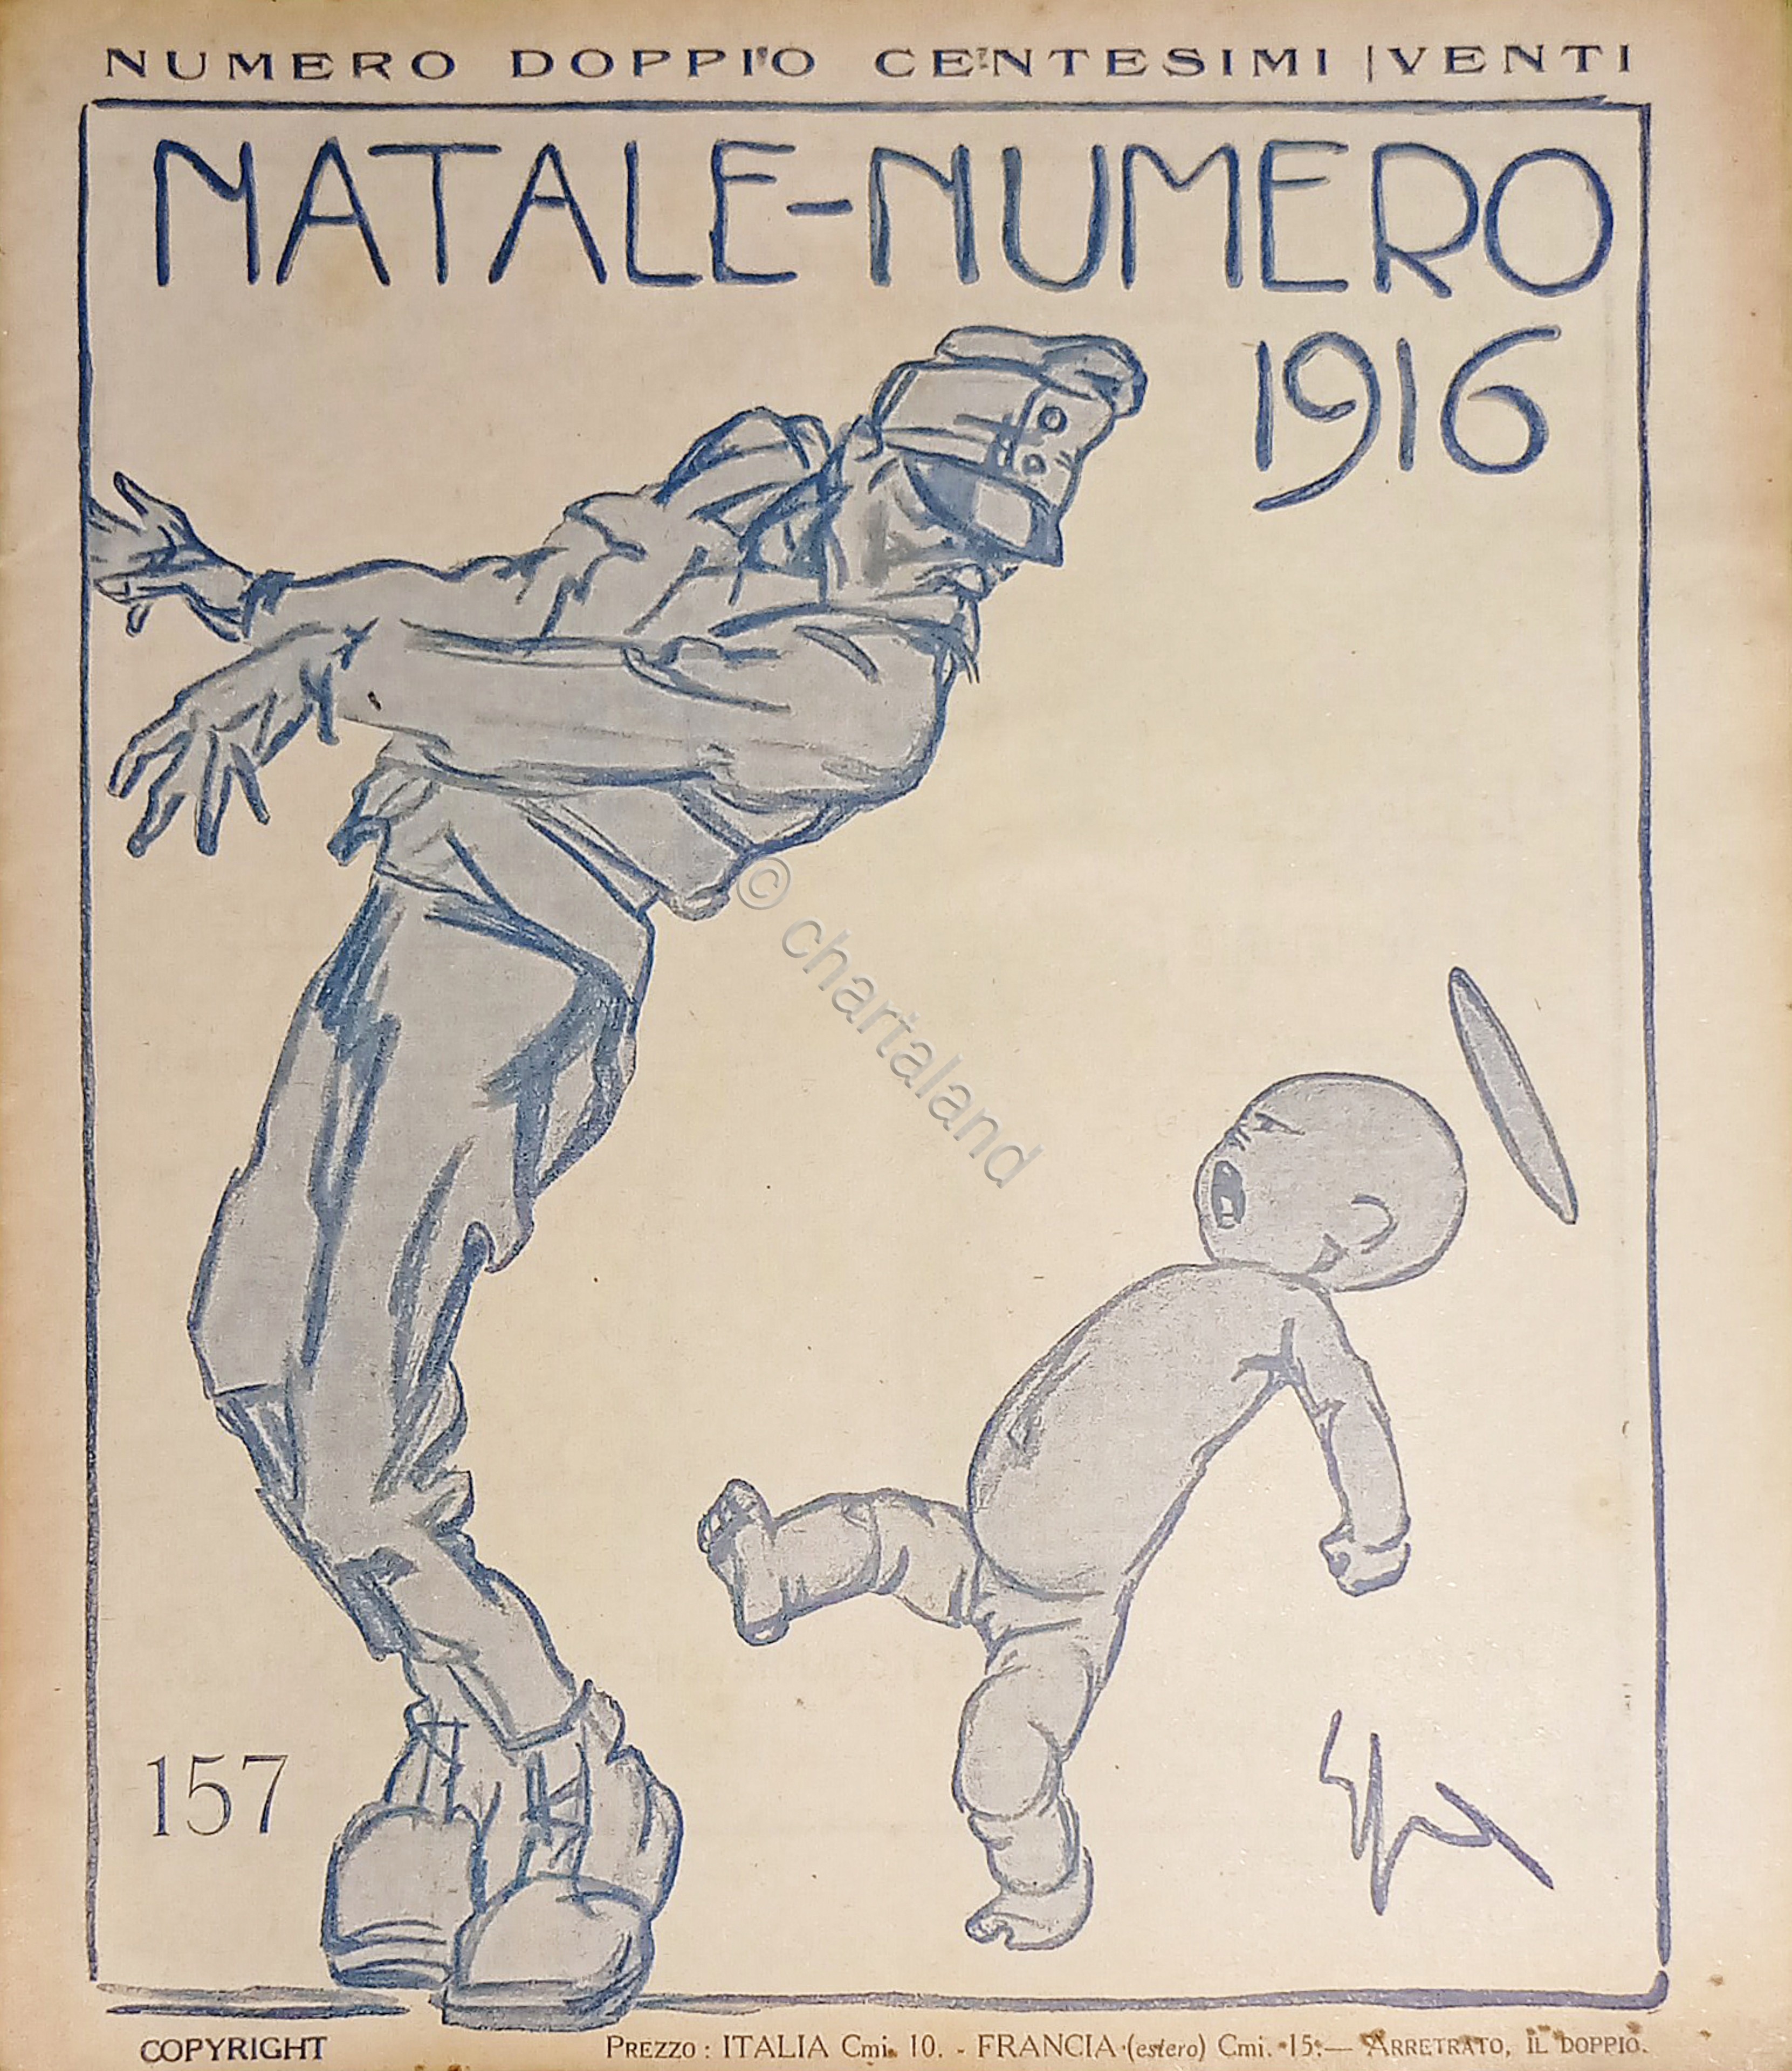 NUMERO DOPPIO CENTESIMI VENTI
NATALE-NUMERO
1916
© chartaland
157
COPYRIGHT
PREZZO: ITALIA Cmi. 10. - FRANCIA (estero) Cmi. 15.— ARRETRATO, IL DOPPIO.